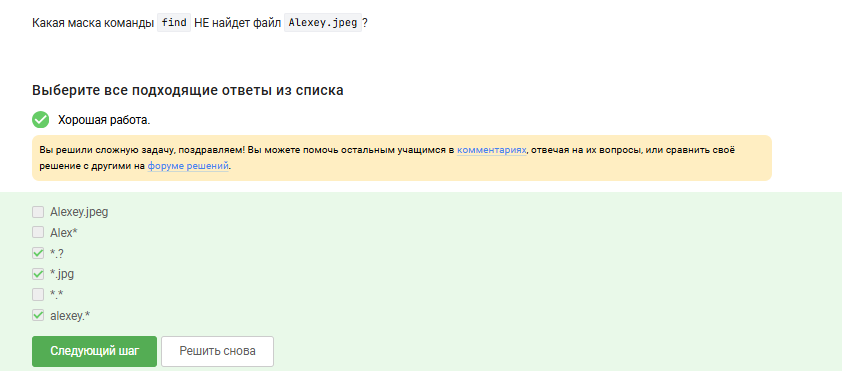 Какая маска команды find НЕ найдет файл Alexey.jpeg ?
Выберите все подходящие ответы из списка
Хорошая работа.
Вы решили сложную задачу, поздравляем! Вы можете помочь остальным учащимся в комментариях, отвечая на их вопросы, или сравнить своё
решение с другими на форуме решений.
Alexey.jpeg
Alex*
*.?
*.jpg
*.*
alexey.*
Следующий шаг Решить снова